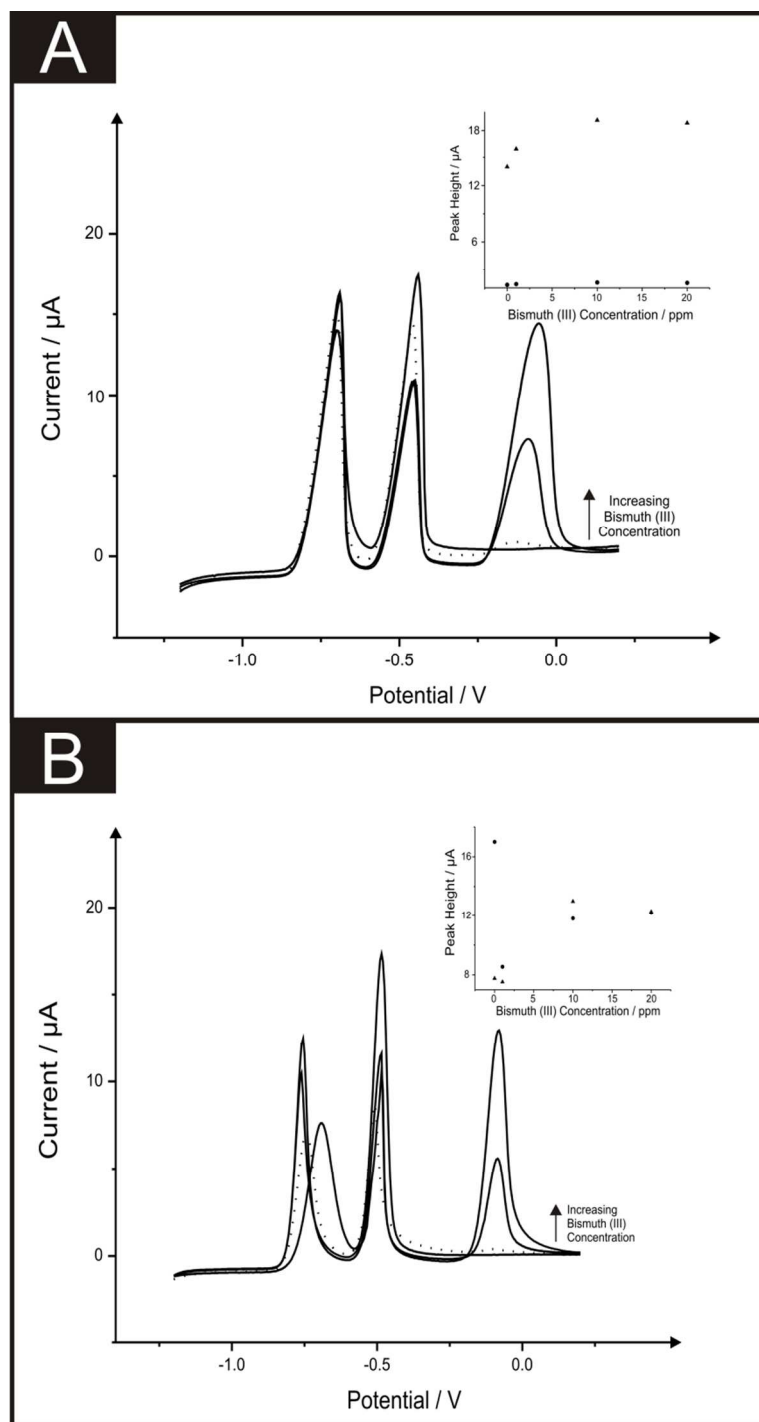 A
Current / µA
20
10
0
-1.0
-0.5
0.0
Potential / V
Peak Height / µA
18
12
6
0
5
10
15
20
Bismuth (III) Concentration / ppm
Increasing
Bismuth (III)
Concentration
B
Current / µA
20
10
0
-1.0
-0.5
0.0
Potential / V
Peak Height / µA
16
12
8
0
5
10
15
20
Bismuth (III) Concentration / ppm
Increasing
Bismuth (III)
Concentration